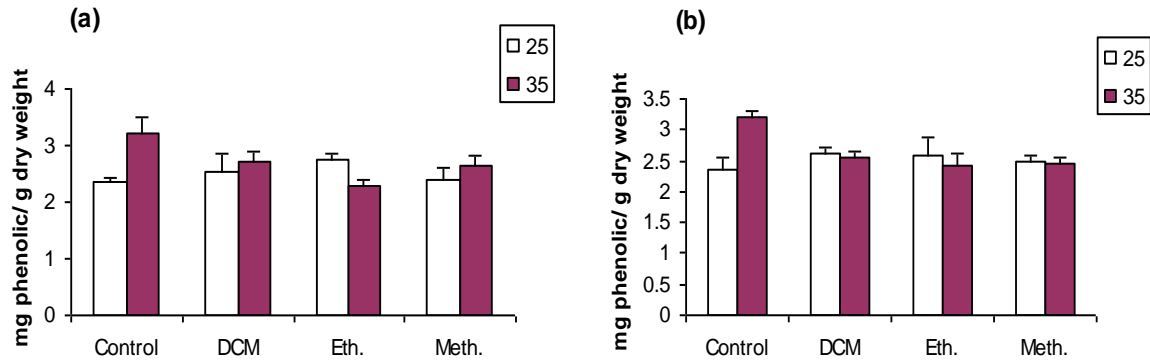 (a)
25
35
mg phenolic/ g dry weight
4
3
2
1
0
Control DCM Eth. Meth.
(b)
25
35
mg phenolic/ g dry weight
3.5
3
2.5
2
1.5
1
0.5
0
Control DCM Eth. Meth.